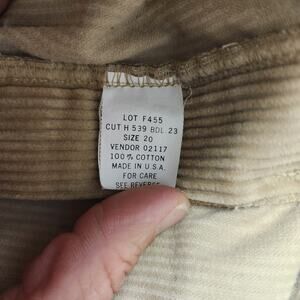 LOT F455
CUT H 539 BDL 23
SIZE 20
VENDOR 02117
100% COTTON
MADE IN U.S.A.
FOR CARE
SEE REVERSE